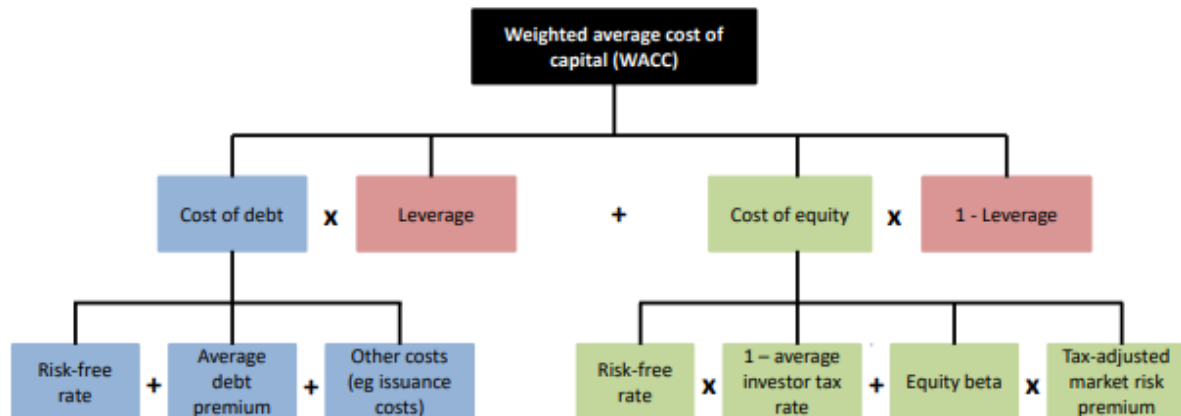 Weighted average cost of
capital (WACC)
Cost of debt x Leverage + Cost of equity x 1 - Leverage
Risk-free
rate
+
Average
debt
premium
+
Other costs
(eg issuance
costs)
Risk-free
rate
x
1 – average
investor tax
rate
+
Equity beta
x
Tax-adjusted
market risk
premium